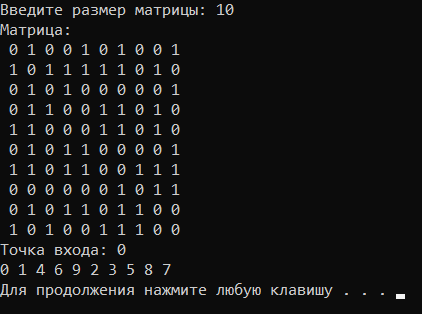 Введите размер матрицы: 10
Матрица:
0 1 0 0 1 0 1 0 0 1
1 0 1 1 1 1 1 0 1 0
0 1 0 1 0 0 0 0 0 1
0 1 1 0 0 1 1 0 1 0
1 1 0 0 0 1 1 0 1 0
0 1 0 1 1 0 0 0 0 1
1 1 0 1 1 0 0 1 1 1
0 0 0 0 0 0 1 0 1 1
0 1 0 1 1 0 1 1 0 0
1 0 1 0 0 1 1 1 0 0
Точка входа: 0
0 1 4 6 9 2 3 5 8 7
Для продолжения нажмите любую клавишу . . .